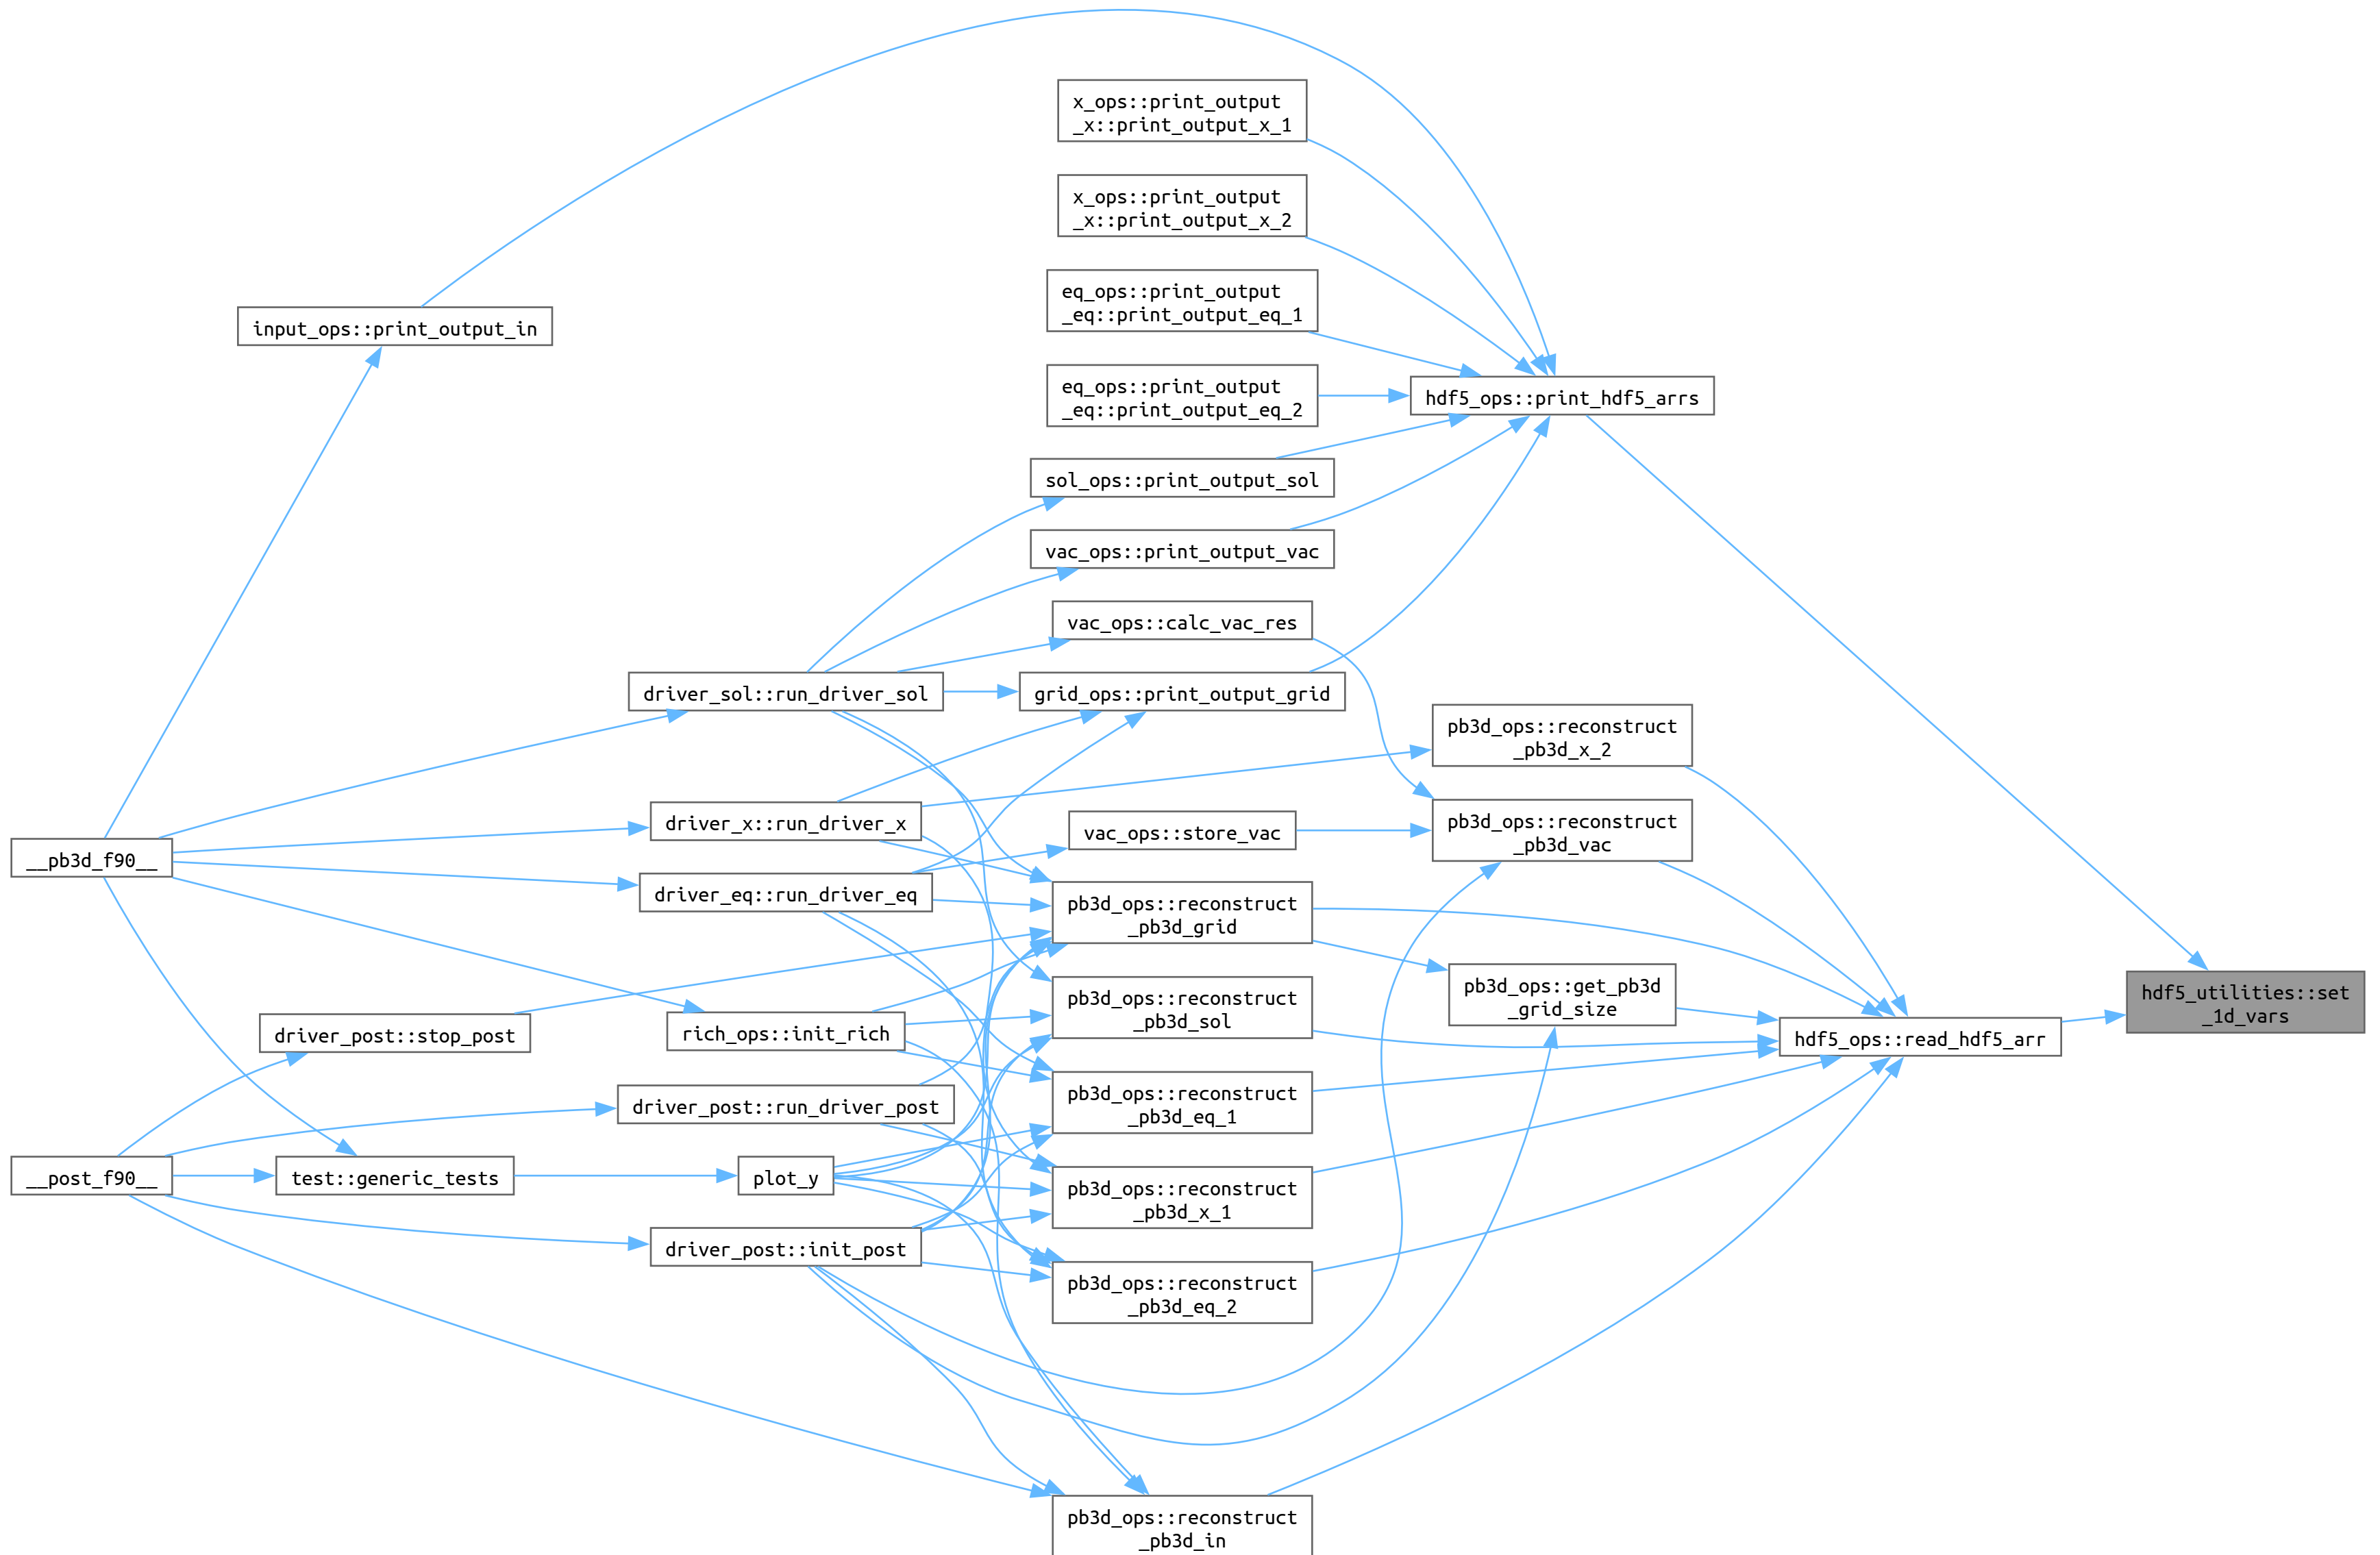 x_ops::print_output
_x::print_output_x_1
x_ops::print_output
_x::print_output_x_2
eq_ops::print_output
_eq::print_output_eq_1
input_ops::print_output_in
eq_ops::print_output
_eq::print_output_eq_2
hdf5_ops::print_hdf5_arrs
sol_ops::print_output_sol
vac_ops::print_output_vac
vac_ops::calc_vac_res
driver_sol::run_driver_sol
grid_ops::print_output_grid
pb3d_ops::reconstruct
_pb3d_x_2
driver_x::run_driver_x
vac_ops::store_vac
pb3d_ops::reconstruct
_pb3d_vac
__pb3d_f90__
driver_eq::run_driver_eq
pb3d_ops::reconstruct
_pb3d_grid
pb3d_ops::get_pb3d
_grid_size
hdf5_utilities::set
_1d_vars
driver_post::stop_post
rich_ops::init_rich
pb3d_ops::reconstruct
_pb3d_sol
hdf5_ops::read_hdf5_arr
driver_post::run_driver_post
pb3d_ops::reconstruct
_pb3d_eq_1
__post_f90__
test::generic_tests
plot_y
pb3d_ops::reconstruct
_pb3d_x_1
driver_post::init_post
pb3d_ops::reconstruct
_pb3d_eq_2
pb3d_ops::reconstruct
_pb3d_in